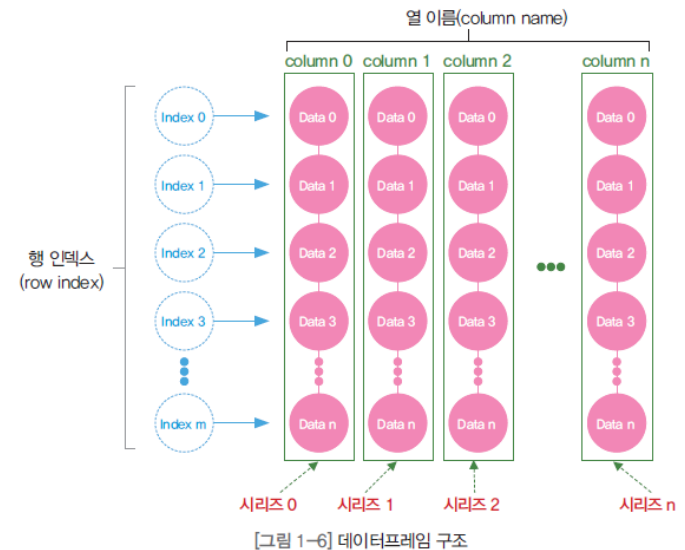 열 이름(column name)
column 0 column 1 column 2 column n
Index 0 Data 0 Data 0 Data 0 Data 0
Index 1 Data 1 Data 1 Data 1 Data 1
행 인덱스
(row index)
Index 2 Data 2 Data 2 Data 2 Data 2
Index 3 Data 3 Data 3 Data 3 Data 3
Index m Data n Data n Data n Data n
시리즈 0 시리즈 1 시리즈 2 시리즈 n
[그림 1-6] 데이터프레임 구조